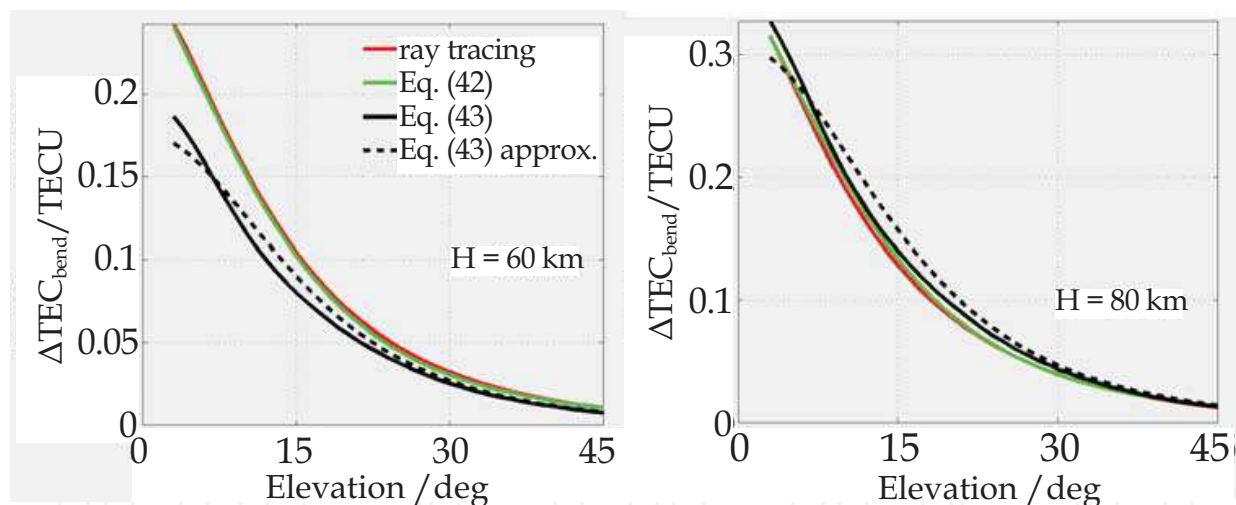 ray tracing
Eq. (42)
Eq. (43)
Eq. (43) approx.
H = 60 km
ΔTEC_bend/TECU
0.2
0.15
0.1
0.05
0
0 15 30 45
Elevation /deg
H = 80 km
ΔTEC_bend/TECU
0.3
0.2
0.1
0
0 15 30 45
Elevation /deg